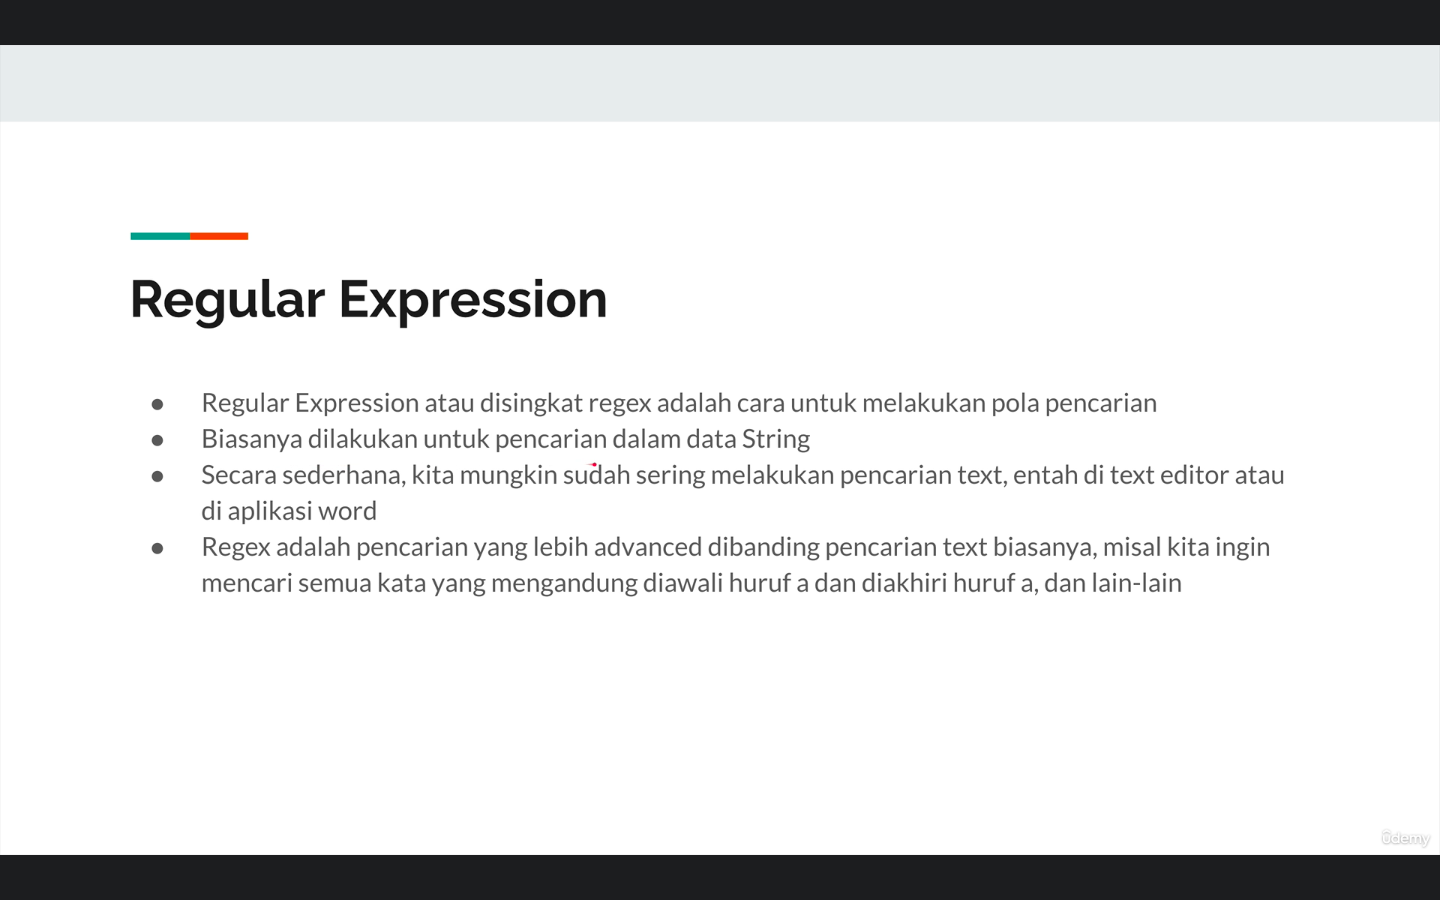 Regular Expression
● Regular Expression atau disingkat regex adalah cara untuk melakukan pola pencarian
● Biasanya dilakukan untuk pencarian dalam data String
● Secara sederhana, kita mungkin sudah sering melakukan pencarian text, entah di text editor atau
di aplikasi word
● Regex adalah pencarian yang lebih advanced dibanding pencarian text biasanya, misal kita ingin
mencari semua kata yang mengandung diawali huruf a dan diakhiri huruf a, dan lain-lain
ûdemy